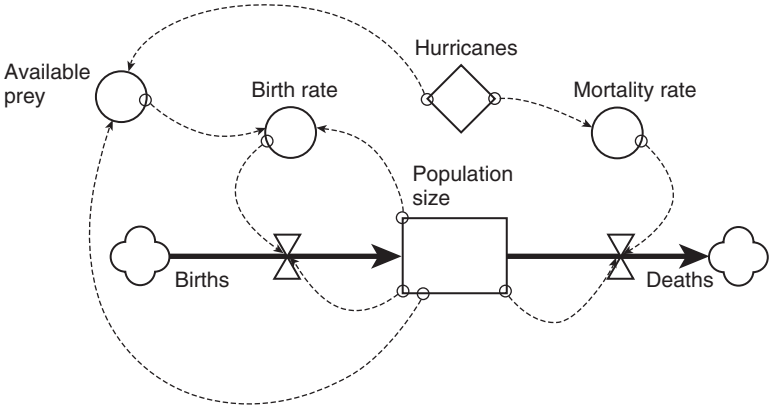 Hurricanes
Available
prey
Birth rate
Mortality rate
Population
size
Births
Deaths